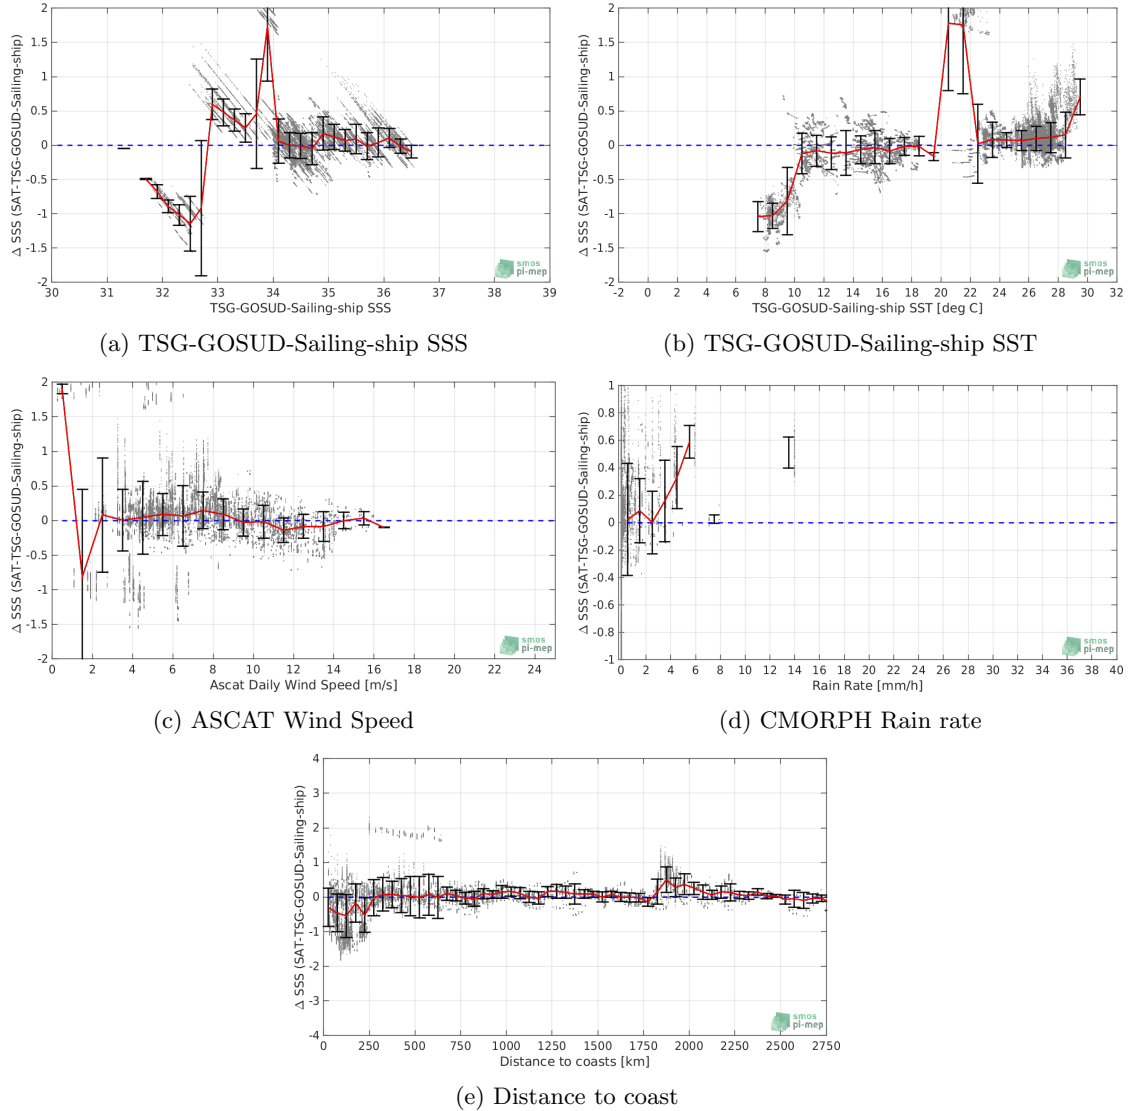 Δ SSS (SAT-TSG-GOSUD-Sailing-ship)
2
1.5
1
0.5
0
-0.5
-1
-1.5
-2
30 31 32 33 34 35 36 37 38 39
TSG-GOSUD-Sailing-ship SSS
smos
pi-mep
(a) TSG-GOSUD-Sailing-ship SSS
Δ SSS (SAT-TSG-GOSUD-Sailing-ship)
2
1.5
1
0.5
0
-0.5
-1
-1.5
-2
-2 0 2 4 6 8 10 12 14 16 18 20 22 24 26 28 30 32
TSG-GOSUD-Sailing-ship SST [deg C]
smos
pi-mep
(b) TSG-GOSUD-Sailing-ship SST
Δ SSS (SAT-TSG-GOSUD-Sailing-ship)
2
1.5
1
0.5
0
-0.5
-1
-1.5
-2
0 2 4 6 8 10 12 14 16 18 20 22 24
Ascat Daily Wind Speed [m/s]
smos
pi-mep
(c) ASCAT Wind Speed
Δ SSS (SAT-TSG-GOSUD-Sailing-ship)
1
0.8
0.6
0.4
0.2
0
-0.2
-0.4
-0.6
-0.8
-1
0 2 4 6 8 10 12 14 16 18 20 22 24 26 28 30 32 34 36 38 40
Rain Rate [mm/h]
smos
pi-mep
(d) CMORPH Rain rate
Δ SSS (SAT-TSG-GOSUD-Sailing-ship)
4
3
2
1
0
-1
-2
-3
-4
0 250 500 750 1000 1250 1500 1750 2000 2250 2500 2750
Distance to coasts [km]
smos
pi-mep
(e) Distance to coast